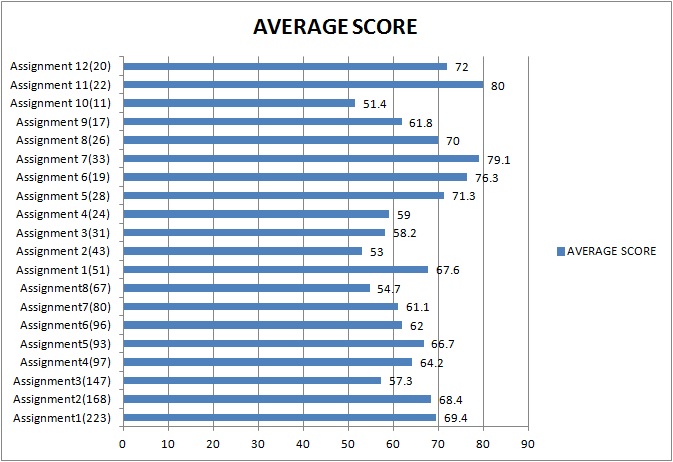 AVERAGE SCORE
Assignment 12(20) 72
Assignment 11(22) 80
Assignment 10(11) 51.4
Assignment 9(17) 61.8
Assignment 8(26) 70
Assignment 7(33) 79.1
Assignment 6(19) 76.3
Assignment 5(28) 71.3
Assignment 4(24) 59
Assignment 3(31) 58.2
Assignment 2(43) 53
AVERAGE SCORE
Assignment 1(51) 67.6
Assignment8(67) 54.7
Assignment7(80) 61.1
Assignment6(96) 62
Assignment5(93) 66.7
Assignment4(97) 64.2
Assignment3(147) 57.3
Assignment2(168) 68.4
Assignment1(223) 69.4
0 10 20 30 40 50 60 70 80 90